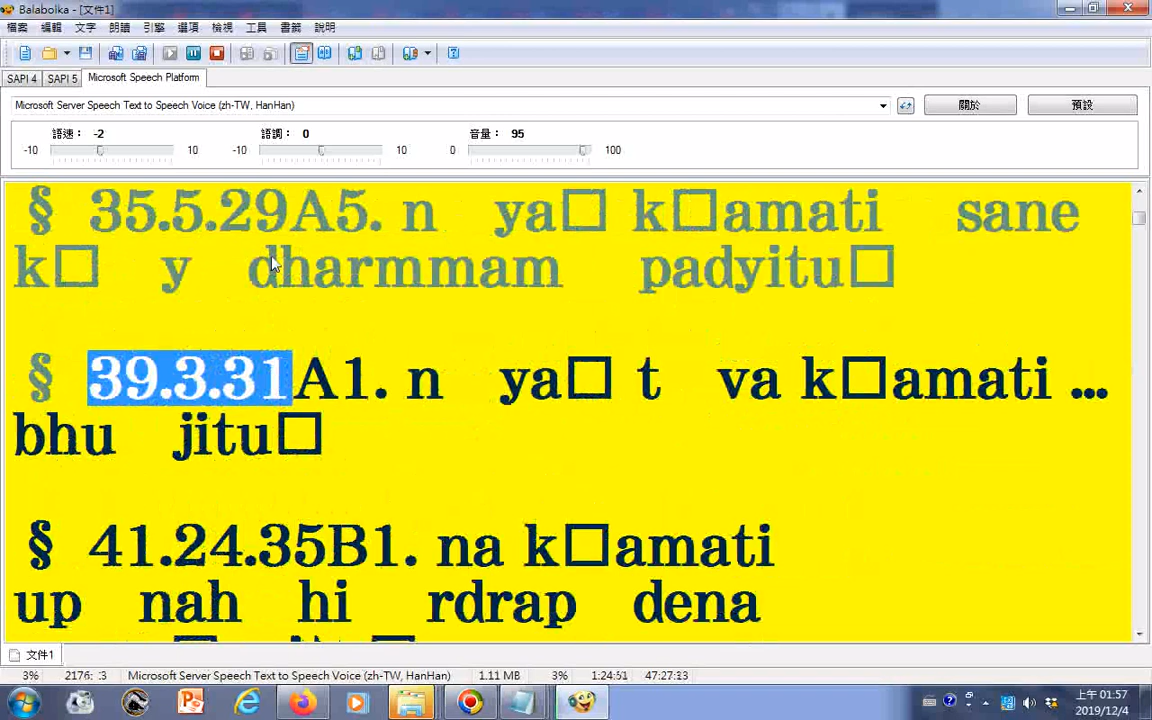 Balabolka - [文件1]
檔案 編輯 文字 朗讀 引擎 選項 檢視 工具 書籤 說明
SAPI 4 SAPI 5 Microsoft Speech Platform
Microsoft Server Speech Text to Speech Voice (zh-TW, HanHan) 關於 預設
語速： -2 語調： 0 音量： 95
-10 10 -10 10 0 100
§ 35.5.29A5. n ya□ k□amati sane
k□ y dharmmam padyitu□
§ 39.3.31A1. n ya□ t va k□amati ...
bhu jitu□
§ 41.24.35B1. na k□amati
up nah hi rdrap dena
文件1
3% 2176: :3 Microsoft Server Speech Text to Speech Voice (zh-TW, HanHan) 1.11 MB 3% 1:24:51 47:27:23
上午 01:57
2019/12/4